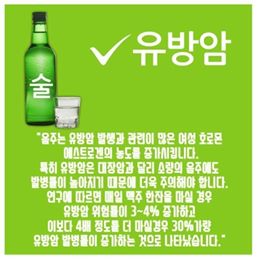 유방암
술
"음주는 유방암 발생과 관련이 많은 여성 호르몬
에스트로겐의 농도를 증가시킵니다.
특히 유방암은 대장암과 달리 소량의 음주에도
발병률이 높아지기 때문에 더욱 주의해야 합니다.
연구에 따르면 매일 맥주 한잔을 마실 경우
유방암 위험률이 3~4% 증가하고
이보다 4배 정도를 더 마실경우 30%가량
유방암 발병률이 증가하는 것으로 나타났습니다."